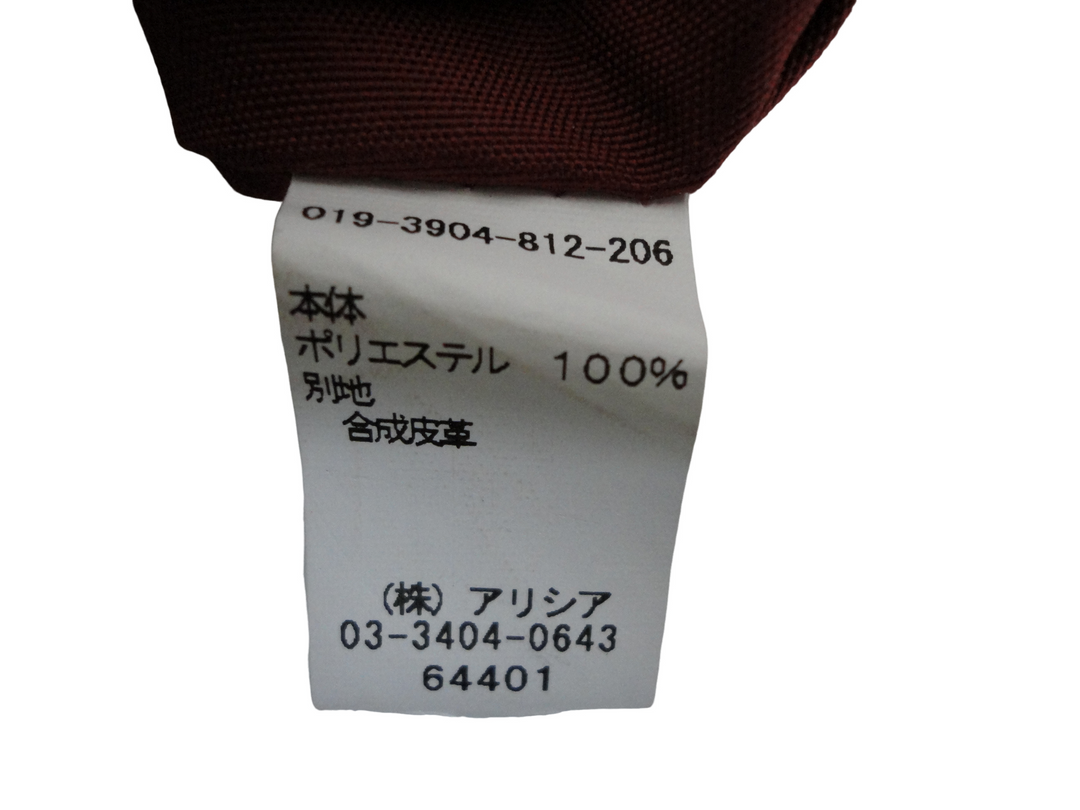 019-3904-812-206
本体
ポリエステル　100%
別地
　合成皮革
(株) アリシア
03-3404-0643
64401